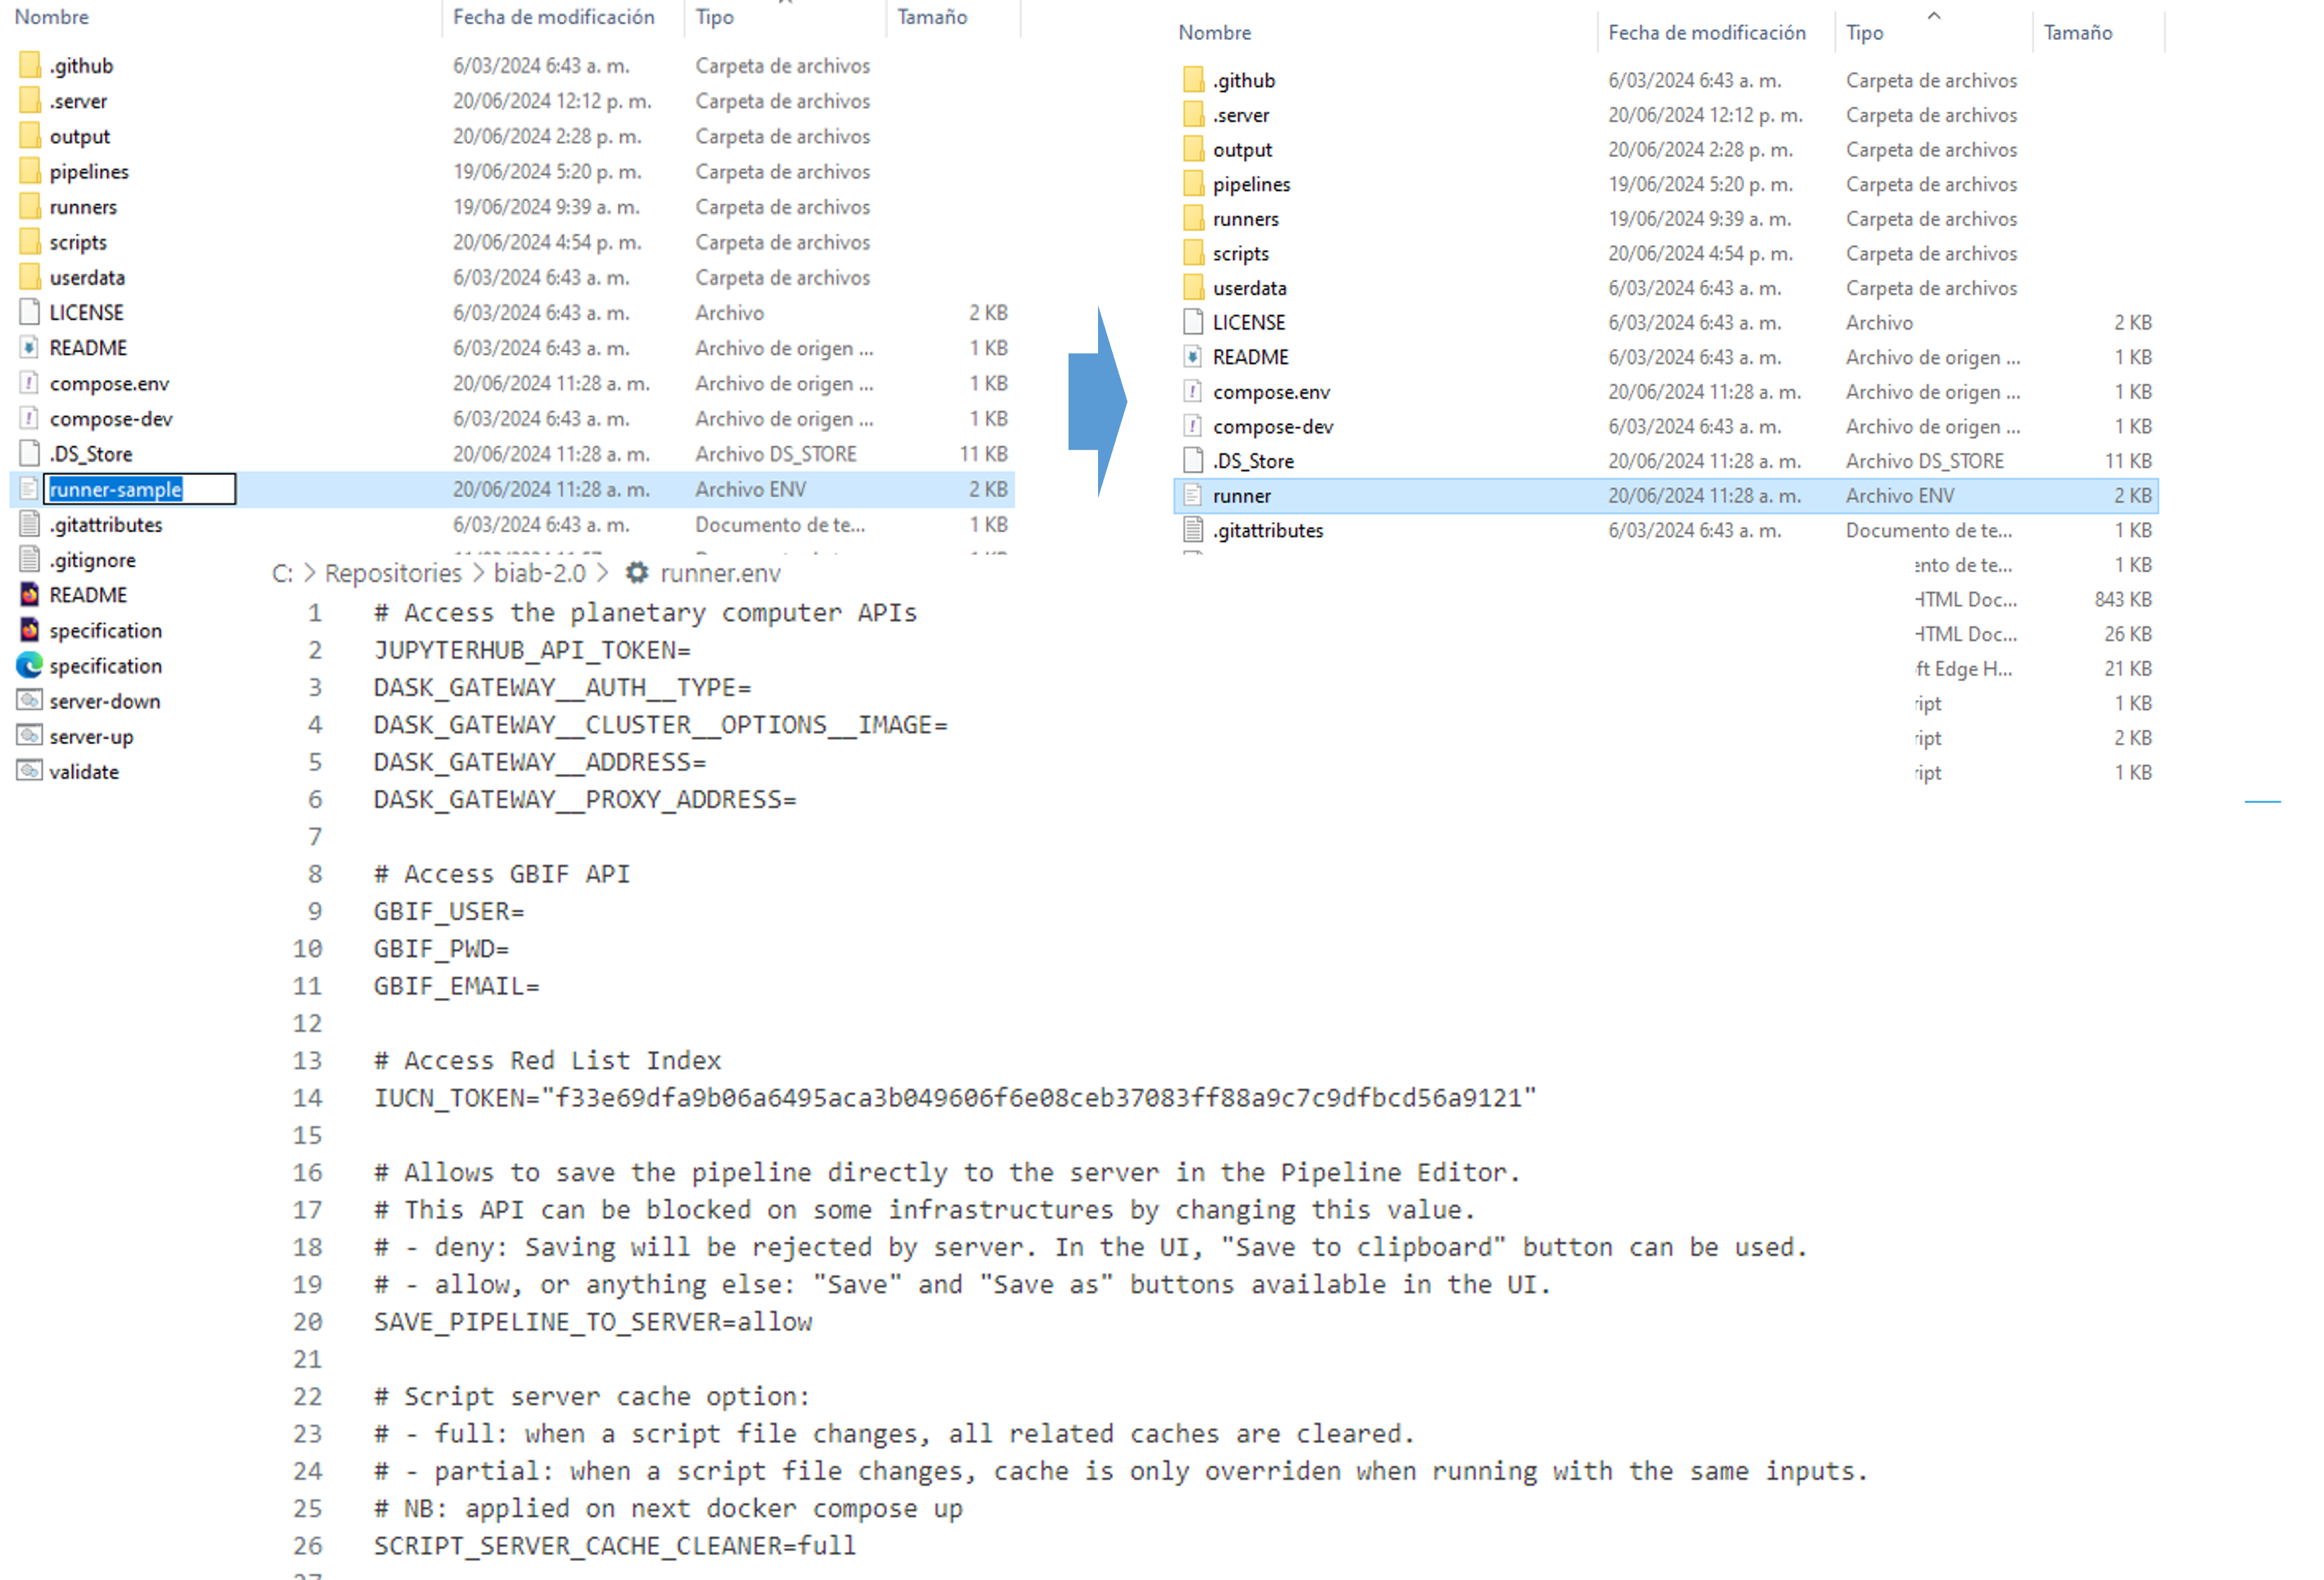 Nombre Fecha de modificación Tipo Tamaño
.github 6/03/2024 6:43 a. m. Carpeta de archivos
.server 20/06/2024 12:12 p. m. Carpeta de archivos
output 20/06/2024 2:28 p. m. Carpeta de archivos
pipelines 19/06/2024 5:20 p. m. Carpeta de archivos
runners 19/06/2024 9:39 a. m. Carpeta de archivos
scripts 20/06/2024 4:54 p. m. Carpeta de archivos
userdata 6/03/2024 6:43 a. m. Carpeta de archivos
LICENSE 6/03/2024 6:43 a. m. Archivo 2 KB
README 6/03/2024 6:43 a. m. Archivo de origen ... 1 KB
compose.env 20/06/2024 11:28 a. m. Archivo de origen ... 1 KB
compose-dev 6/03/2024 6:43 a. m. Archivo de origen ... 1 KB
.DS_Store 20/06/2024 11:28 a. m. Archivo DS_STORE 11 KB
runner-sample 20/06/2024 11:28 a. m. Archivo ENV 2 KB
.gitattributes 6/03/2024 6:43 a. m. Documento de te... 1 KB
.gitignore
README
specification
specification
server-down
server-up
validate
Nombre Fecha de modificación Tipo Tamaño
.github 6/03/2024 6:43 a. m. Carpeta de archivos
.server 20/06/2024 12:12 p. m. Carpeta de archivos
output 20/06/2024 2:28 p. m. Carpeta de archivos
pipelines 19/06/2024 5:20 p. m. Carpeta de archivos
runners 19/06/2024 9:39 a. m. Carpeta de archivos
scripts 20/06/2024 4:54 p. m. Carpeta de archivos
userdata 6/03/2024 6:43 a. m. Carpeta de archivos
LICENSE 6/03/2024 6:43 a. m. Archivo 2 KB
README 6/03/2024 6:43 a. m. Archivo de origen ... 1 KB
compose.env 20/06/2024 11:28 a. m. Archivo de origen ... 1 KB
compose-dev 6/03/2024 6:43 a. m. Archivo de origen ... 1 KB
.DS_Store 20/06/2024 11:28 a. m. Archivo DS_STORE 11 KB
runner 20/06/2024 11:28 a. m. Archivo ENV 2 KB
.gitattributes 6/03/2024 6:43 a. m. Documento de te... 1 KB
de te... 1 KB
HTML Doc... 843 KB
HTML Doc... 26 KB
Edge H... 21 KB
ript 1 KB
ript 2 KB
ript 1 KB
C: > Repositories > biab-2.0 > runner.env
1 # Access the planetary computer APIs
2 JUPYTERHUB_API_TOKEN=
3 DASK_GATEWAY__AUTH__TYPE=
4 DASK_GATEWAY__CLUSTER__OPTIONS__IMAGE=
5 DASK_GATEWAY__ADDRESS=
6 DASK_GATEWAY__PROXY_ADDRESS=
7
8 # Access GBIF API
9 GBIF_USER=
10 GBIF_PWD=
11 GBIF_EMAIL=
12
13 # Access Red List Index
14 IUCN_TOKEN="f33e69dfa9b06a6495aca3b049606f6e08ceb37083ff88a9c7c9dfbcd56a9121"
15
16 # Allows to save the pipeline directly to the server in the Pipeline Editor.
17 # This API can be blocked on some infrastructures by changing this value.
18 # - deny: Saving will be rejected by server. In the UI, "Save to clipboard" button can be used.
19 # - allow, or anything else: "Save" and "Save as" buttons available in the UI.
20 SAVE_PIPELINE_TO_SERVER=allow
21
22 # Script server cache option:
23 # - full: when a script file changes, all related caches are cleared.
24 # - partial: when a script file changes, cache is only overriden when running with the same inputs.
25 # NB: applied on next docker compose up
26 SCRIPT_SERVER_CACHE_CLEANER=full